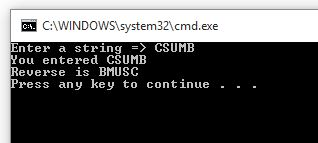 C:\WINDOWS\system32\cmd.exe
Enter a string => CSUMB
You entered CSUMB
Reverse is BMUSC
Press any key to continue . . .